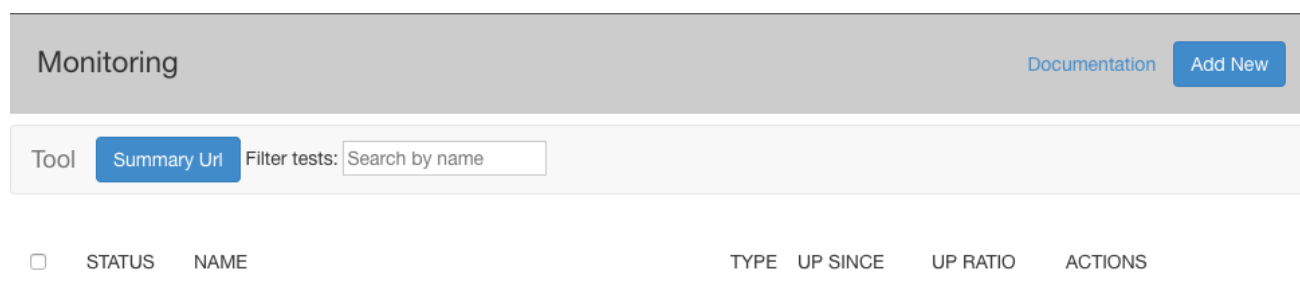 Monitoring Documentation Add New
Tool Summary Url Filter tests: Search by name
STATUS NAME TYPE UP SINCE UP RATIO ACTIONS